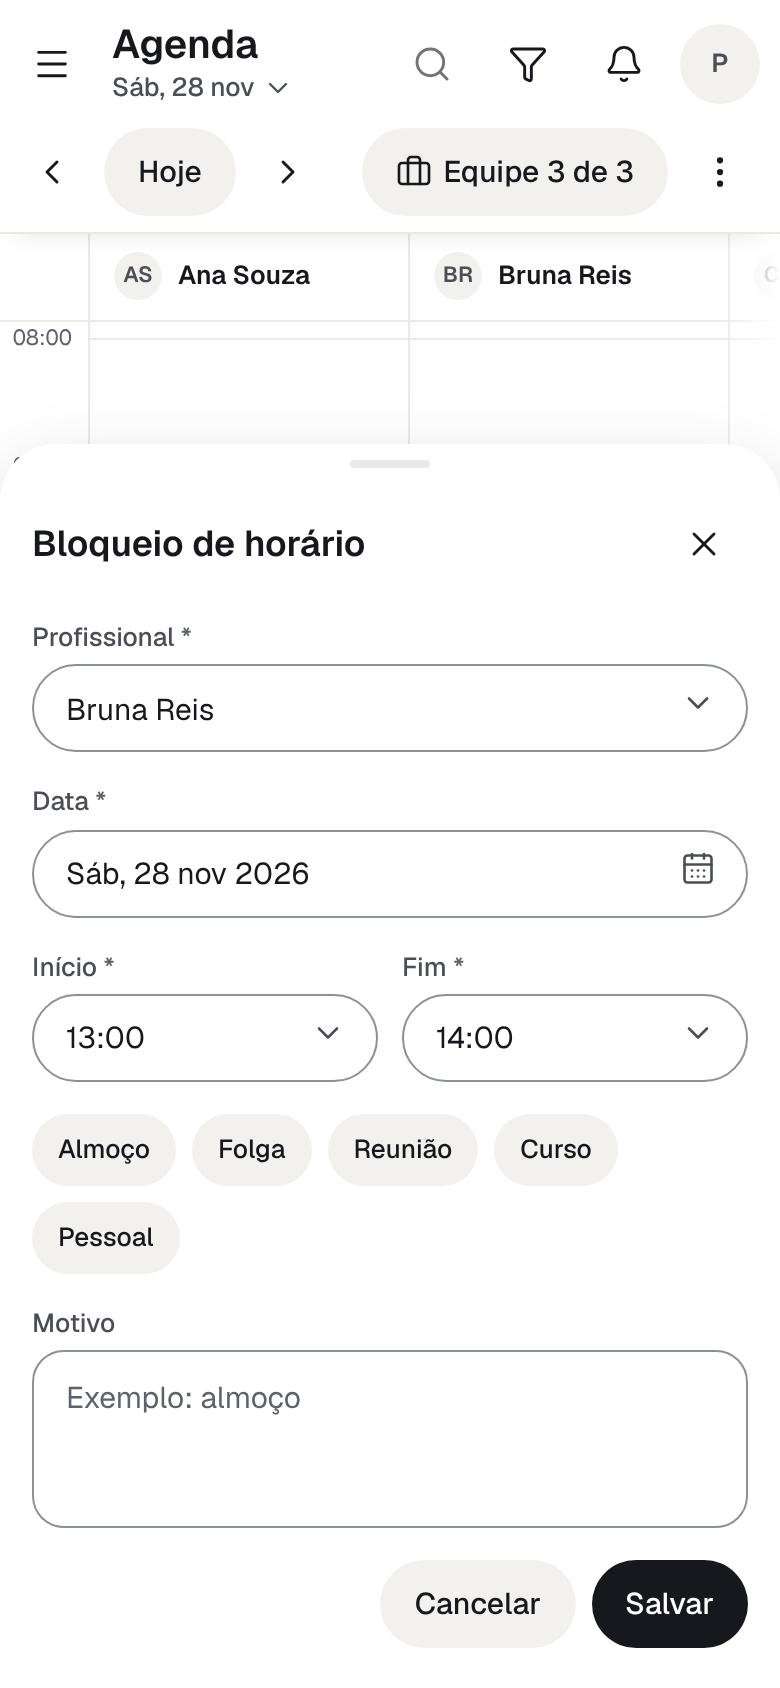 Agenda
Sáb, 28 nov
P
Hoje
Equipe 3 de 3
AS Ana Souza
BR Bruna Reis
08:00
Bloqueio de horário
Profissional *
Bruna Reis
Data *
Sáb, 28 nov 2026
Início *
Fim *
13:00
14:00
Almoço
Folga
Reunião
Curso
Pessoal
Motivo
Exemplo: almoço
Cancelar
Salvar